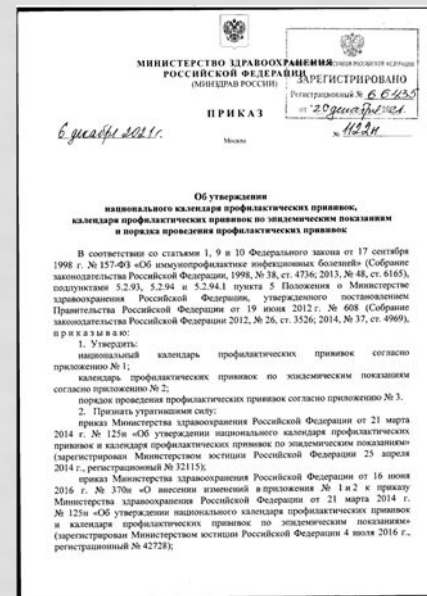 МИНИСТЕРСТВО ЗДРАВООХРАНЕНИЯ
РОССИЙСКОЙ ФЕДЕРАЦИИ
(МИНЗДРАВ РОССИИ)
ЗАРЕГИСТРИРОВАНО
Регистрационный № 66435
от 20 декабря 2021.
ПРИКАЗ
6 декабря 2021 г.
№ 1122н
Москва
Об утверждении
национального календаря профилактических прививок,
календаря профилактических прививок по эпидемическим показаниям
и порядка проведения профилактических прививок
В соответствии со статьями 1, 9 и 10 Федерального закона от 17 сентября
1998 г. № 157-ФЗ «Об иммунопрофилактике инфекционных болезней» (Собрание
законодательства Российской Федерации, 1998, № 38, ст. 4736; 2013, № 48, ст. 6165),
подпунктами 5.2.93, 5.2.94 и 5.2.94.1 пункта 5 Положения о Министерстве
здравоохранения Российской Федерации, утвержденного постановлением
Правительства Российской Федерации от 19 июня 2012 г. № 608 (Собрание
законодательства Российской Федерации 2012, № 26, ст. 3526; 2014, № 37, ст. 4969),
приказываю:
1. Утвердить:
национальный календарь профилактических прививок согласно
приложению № 1;
календарь профилактических прививок по эпидемическим показаниям
согласно приложению № 2;
порядок проведения профилактических прививок согласно приложению № 3.
2. Признать утратившими силу:
приказ Министерства здравоохранения Российской Федерации от 21 марта
2014 г. № 125н «Об утверждении национального календаря профилактических
прививок и календаря профилактических прививок по эпидемическим показаниям»
(зарегистрирован Министерством юстиции Российской Федерации 25 апреля
2014 г., регистрационный № 32115);
приказ Министерства здравоохранения Российской Федерации от 16 июня
2016 г. № 370н «О внесении изменений в приложения № 1 и 2 к приказу
Министерства здравоохранения Российской Федерации от 21 марта 2014 г.
№ 125н «Об утверждении национального календаря профилактических прививок
и календаря профилактических прививок по эпидемическим показаниям»
(зарегистрирован Министерством юстиции Российской Федерации 4 июля 2016 г.,
регистрационный № 42728);